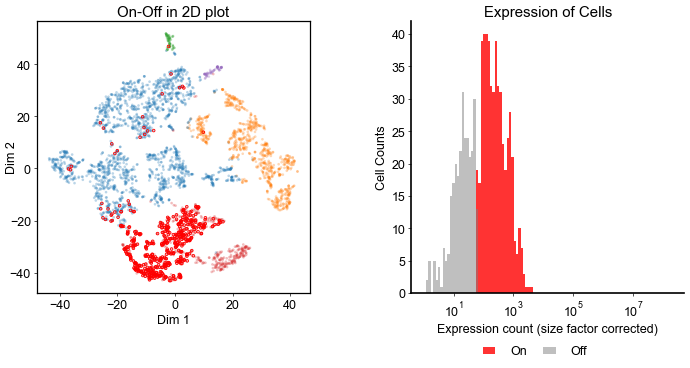 On-Off in 2D plot
Dim 2
40
20
0
−20
−40
−40 −20 0 20 40
Dim 1
Expression of Cells
Cell Counts
40
35
30
25
20
15
10
5
0
10^1 10^3 10^5 10^7
Expression count (size factor corrected)
On Off